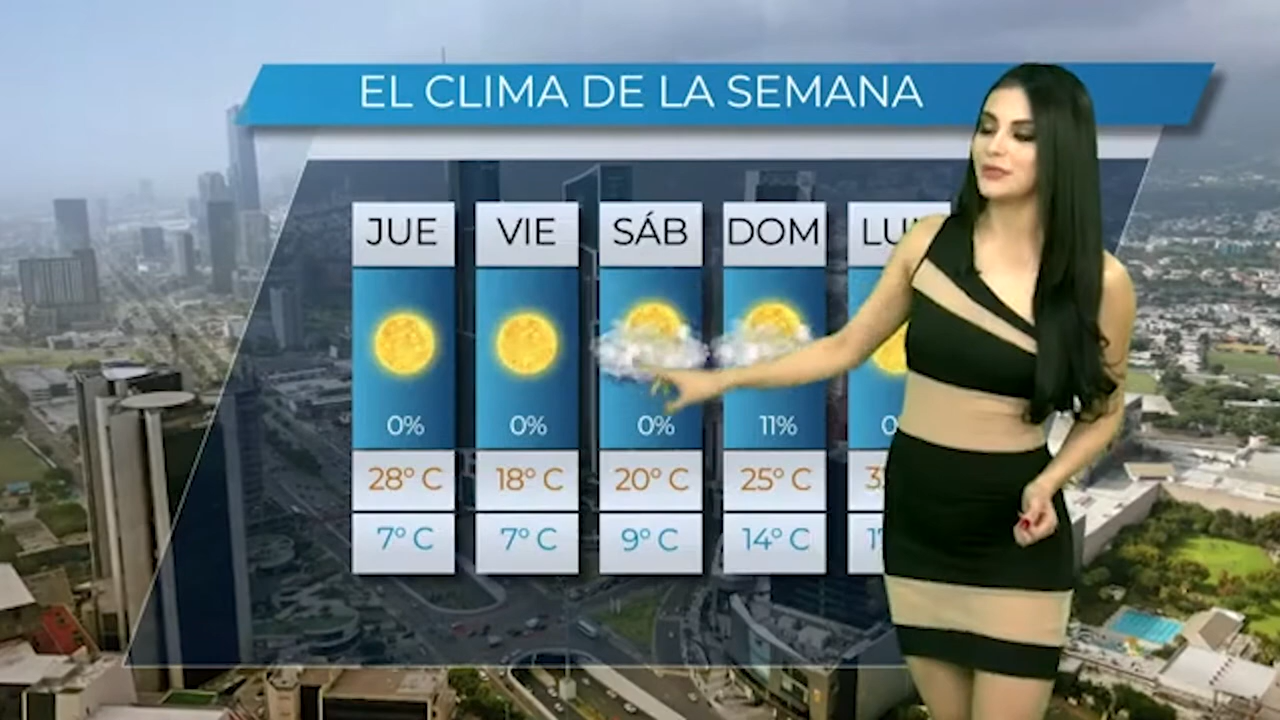 EL CLIMA DE LA SEMANA
JUE VIE SÁB DOM
0% 0% 0% 11%
28° C 18° C 20° C 25° C
7° C 7° C 9° C 14° C